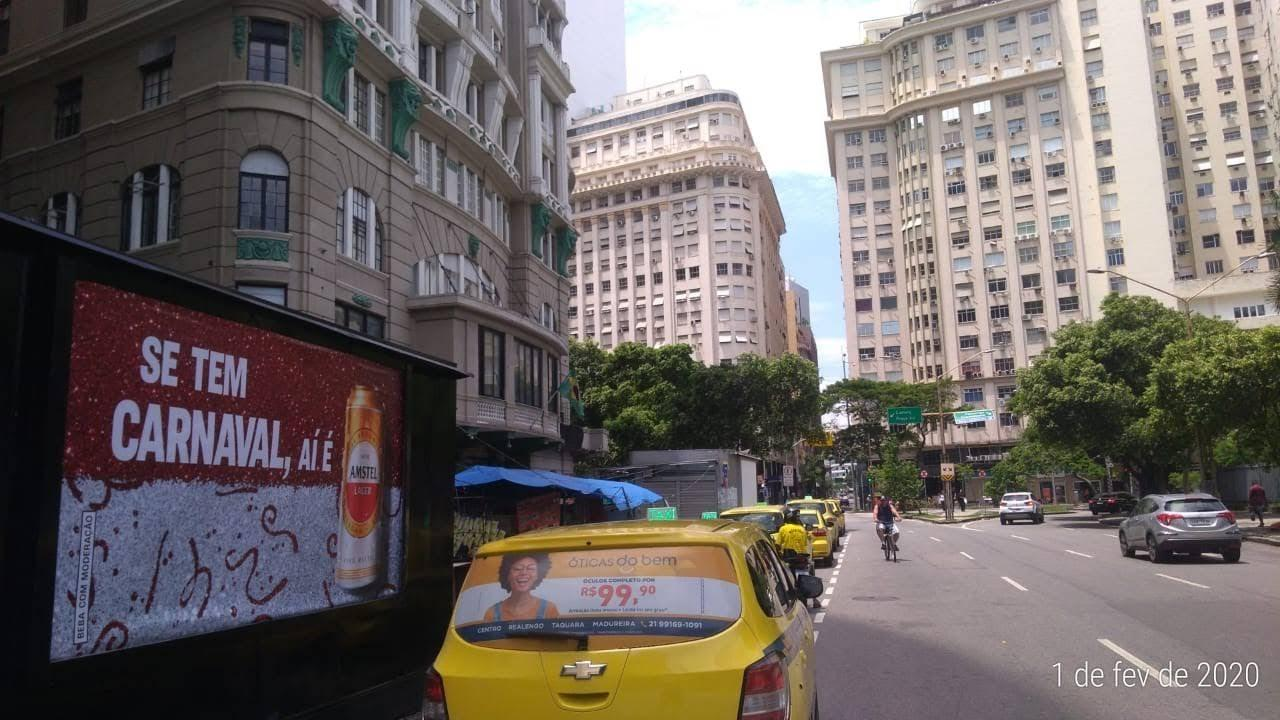 SE TEM
CARNAVAL, AÍ É
AMSTEL
LAGER
BEBA COM MODERAÇÃO
ÓTICAS do bem
ÓCULOS COMPLETO POR
R$99,90
CENTRO REALENGO TAQUARA MADUREIRA 21 99169-1091
1 de fev de 2020